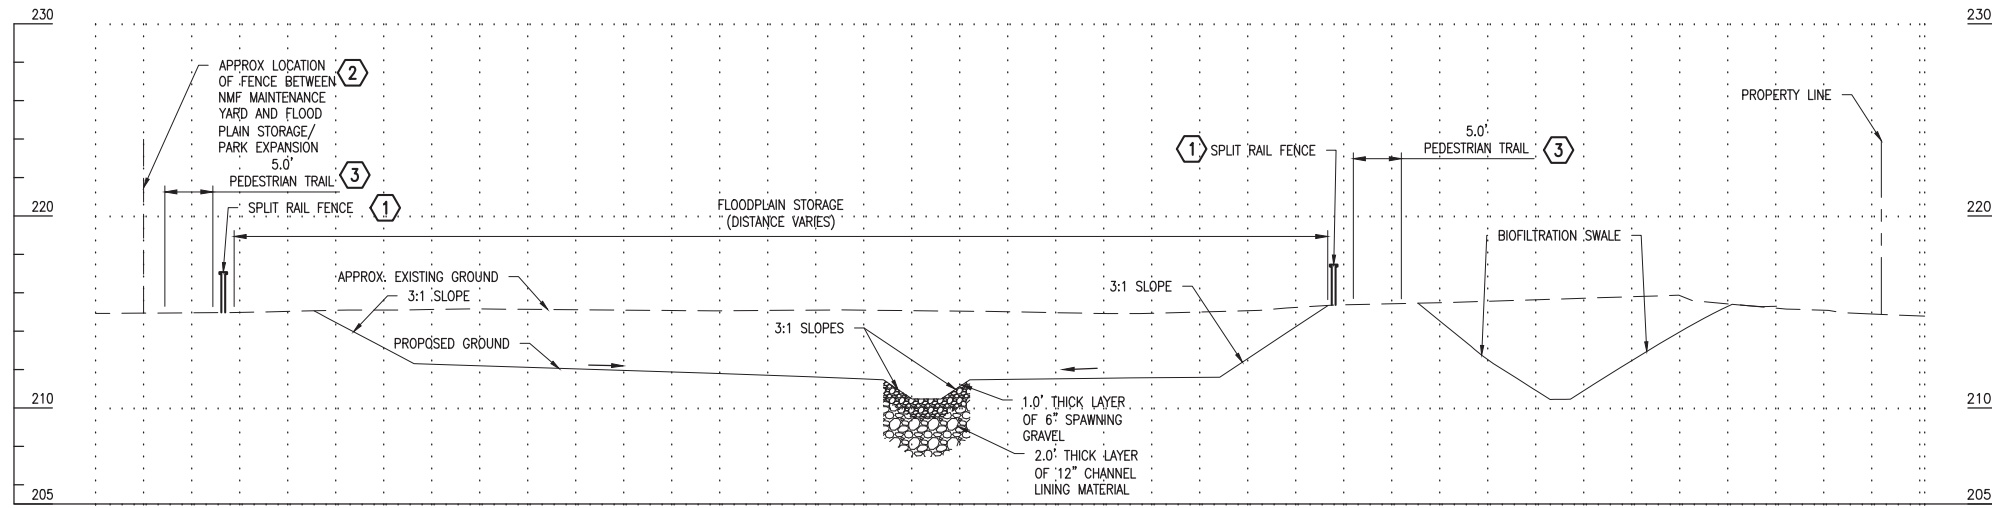 230
230
APPROX LOCATION
OF FENCE BETWEEN
NMF MAINTENANCE
YARD AND FLOOD
PLAIN STORAGE/
PARK EXPANSION
2
5.0'
PEDESTRIAN TRAIL
3
SPLIT RAIL FENCE
1
220
220
FLOODPLAIN STORAGE
(DISTANCE VARIES)
1
SPLIT RAIL FENCE
5.0'
PEDESTRIAN TRAIL
3
PROPERTY LINE
BIOFILTRATION SWALE
APPROX. EXISTING GROUND
3:1 SLOPE
PROPOSED GROUND
3:1 SLOPES
3:1 SLOPE
210
210
1.0' THICK LAYER
OF 6" SPAWNING
GRAVEL
2.0' THICK LAYER
OF 12" CHANNEL
LINING MATERIAL
205
205